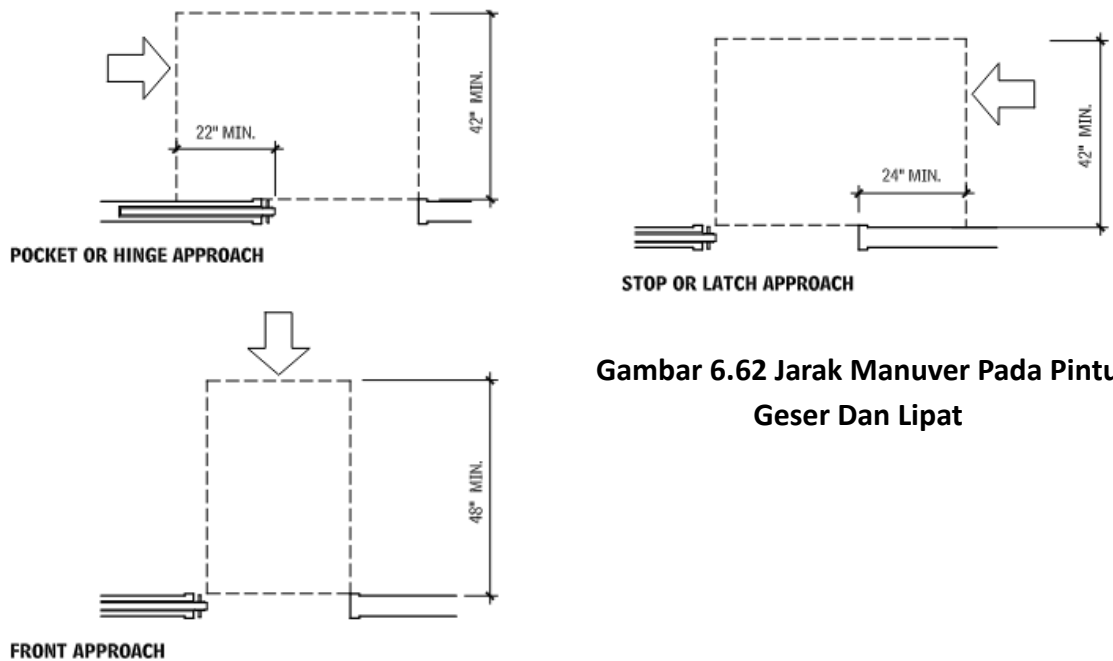 22" MIN.
42" MIN.
POCKET OR HINGE APPROACH
24" MIN.
42" MIN.
STOP OR LATCH APPROACH
48" MIN.
FRONT APPROACH
Gambar 6.62 Jarak Manuver Pada Pintu
Geser Dan Lipat